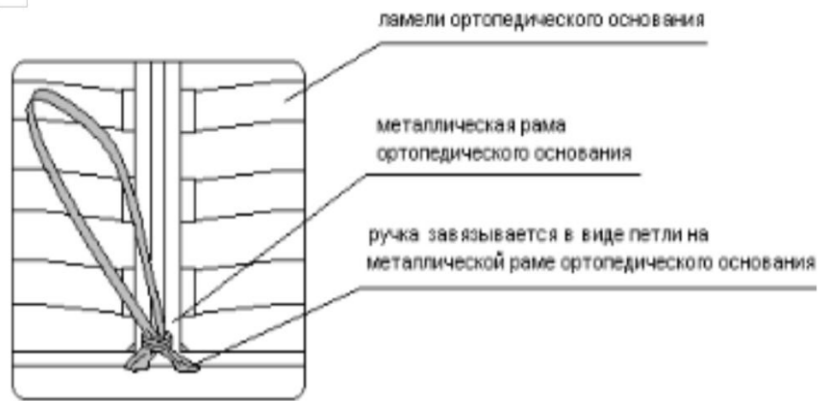 ламели ортопедического основания
металлическая рама
ортопедического основания
ручка завязывается в виде петли на
металлической раме ортопедического основания